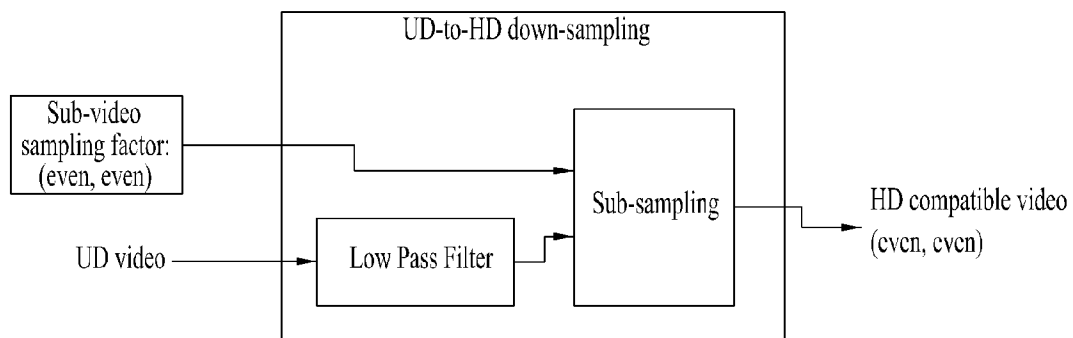 UD-to-HD down-sampling
Sub-video
sampling factor:
(even, even)
Sub-sampling
HD compatible video
(even, even)
UD video
Low Pass Filter